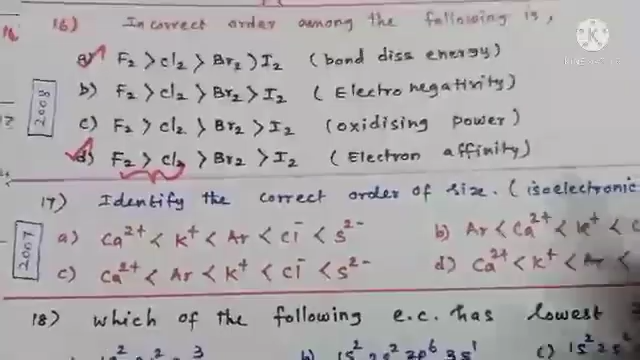 16) Incorrect order among the following is,
a) F₂ > Cl₂ > Br₂ > I₂ (bond diss energy)
b) F₂ > Cl₂ > Br₂ > I₂ (Electro negativity)
2008
c) F₂ > Cl₂ > Br₂ > I₂ (oxidising power)
d) F₂ > Cl₂ > Br₂ > I₂ (Electron affinity)
17) Identify the correct order of size. (isoelectronic
2007
a) Ca²⁺ < K⁺ < Ar < Cl⁻ < S²⁻ b) Ar < Ca²⁺ < K⁺ < C
c) Ca²⁺ < Ar < K⁺ < Cl⁻ < S²⁻ d) Ca²⁺ < K⁺ < Ar <
18) which of the following e.c. has lowest
b) 1s² 2s² 2p⁶ 3s¹ c) 1s² 2s²